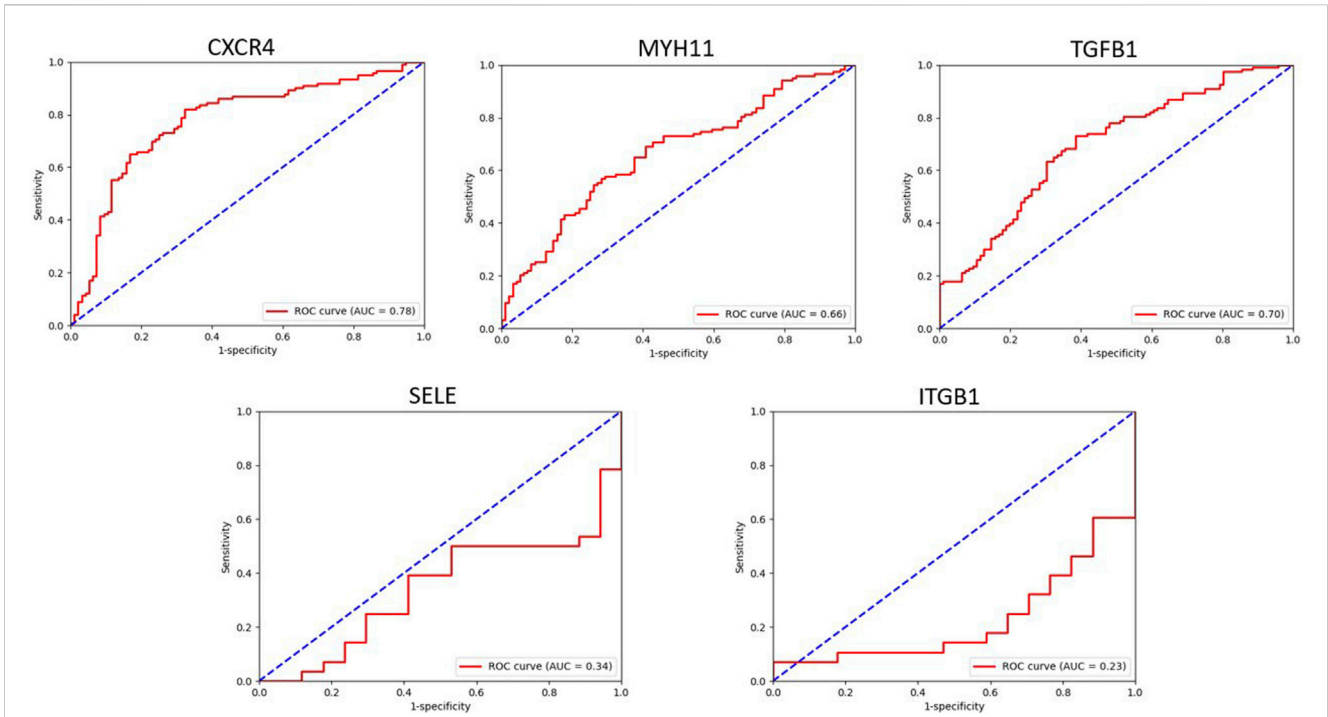 CXCR4
1.0
0.8
0.6
0.4
0.2
0.0
Sensitivity
ROC curve (AUC = 0.78)
0.0 0.2 0.4 0.6 0.8 1.0
1-specificity
MYH11
1.0
0.8
0.6
0.4
0.2
0.0
Sensitivity
ROC curve (AUC = 0.66)
0.0 0.2 0.4 0.6 0.8 1.0
1-specificity
TGFB1
1.0
0.8
0.6
0.4
0.2
0.0
Sensitivity
ROC curve (AUC = 0.70)
0.0 0.2 0.4 0.6 0.8 1.0
1-specificity
SELE
1.0
0.8
0.6
0.4
0.2
0.0
Sensitivity
ROC curve (AUC = 0.34)
0.0 0.2 0.4 0.6 0.8 1.0
1-specificity
ITGB1
1.0
0.8
0.6
0.4
0.2
0.0
Sensitivity
ROC curve (AUC = 0.23)
0.0 0.2 0.4 0.6 0.8 1.0
1-specificity